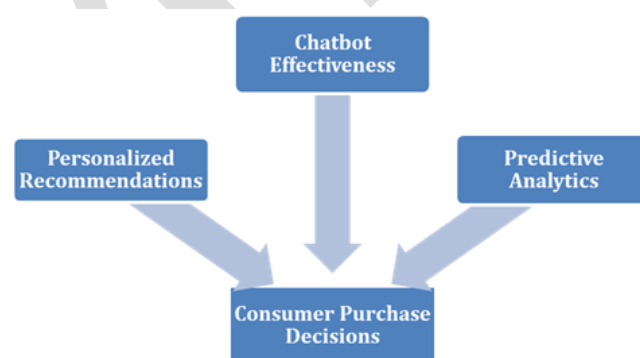 Chatbot
Effectiveness
Personalized
Recommendations
Predictive
Analytics
Consumer Purchase
Decisions